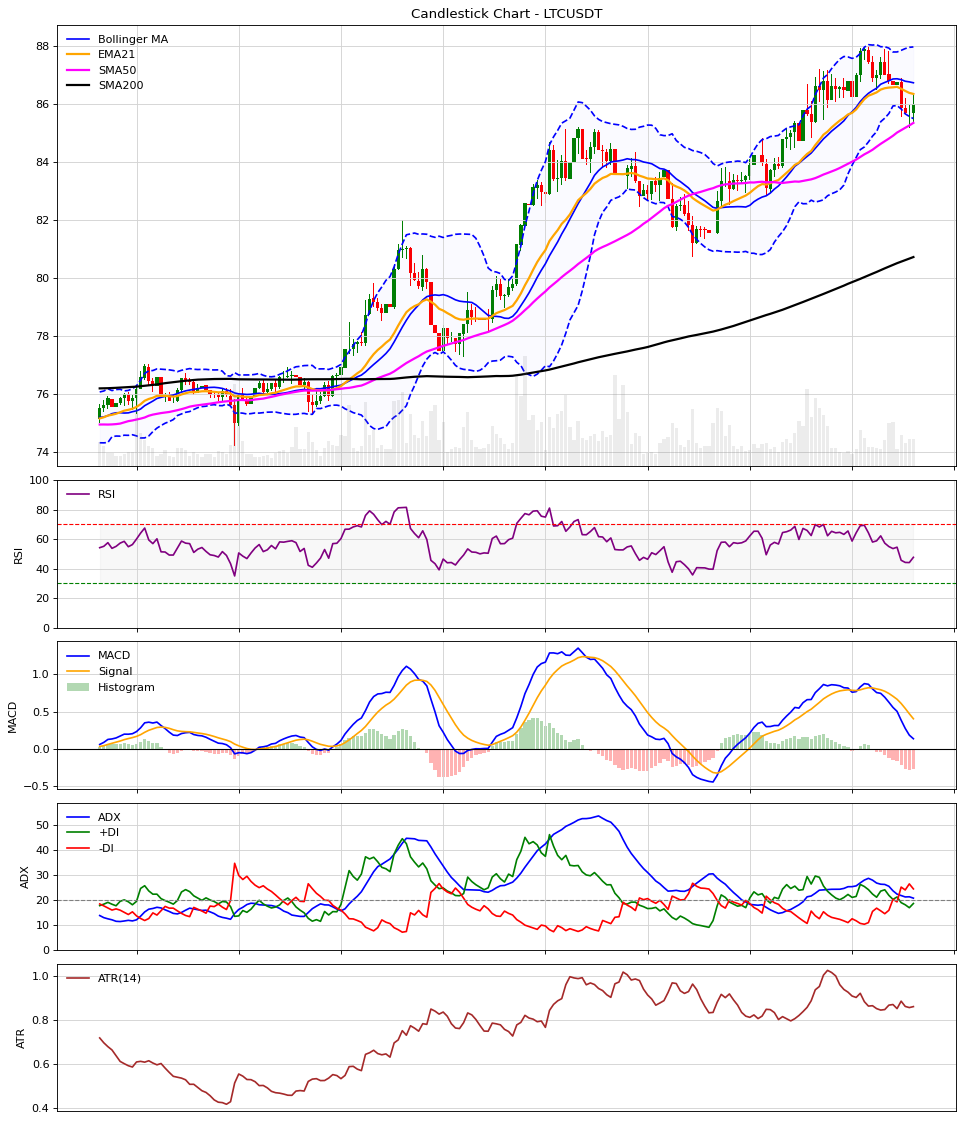 Candlestick Chart - LTCUSDT
Bollinger MA
EMA21
SMA50
SMA200
88
86
84
82
80
78
76
74
RSI
100
80
60
40
20
0
RSI
MACD
Signal
Histogram
1.0
0.5
0.0
−0.5
MACD
ADX
+DI
-DI
50
40
30
20
10
0
ADX
ATR(14)
1.0
0.8
0.6
0.4
ATR